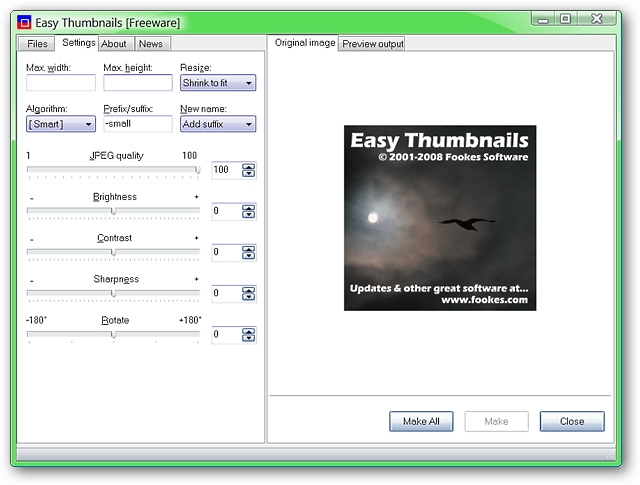 Easy Thumbnails [Freeware]
Files Settings About News
Original image Preview output
Max. width: Max. height: Resize:
Shrink to fit
Algorithm: Prefix/suffix: New name:
[ Smart ] -small Add suffix
1 JPEG quality 100
100
- Brightness +
0
- Contrast +
0
- Sharpness +
0
-180° Rotate +180°
0
Easy Thumbnails
© 2001-2008 Fookes Software
Updates & other great software at...
www.fookes.com
Make All Make Close